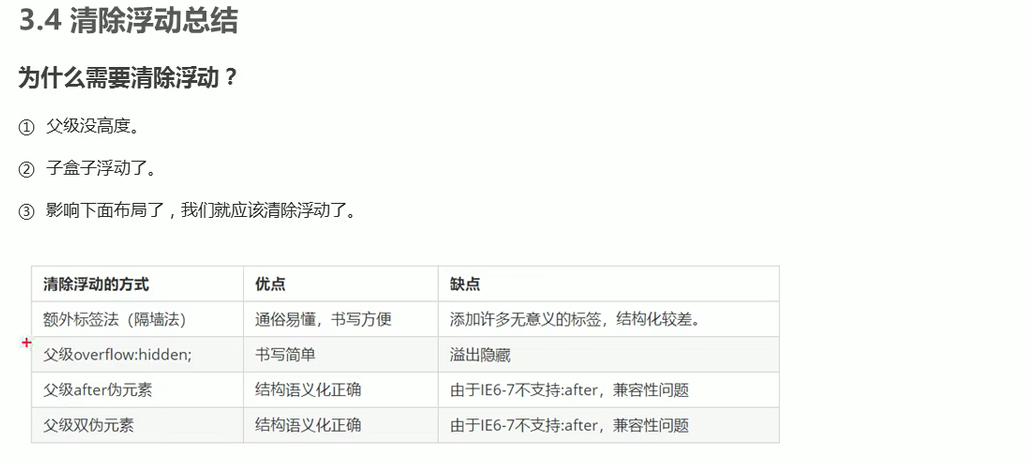 3.4 清除浮动总结
为什么需要清除浮动？
① 父级没高度。
② 子盒子浮动了。
③ 影响下面布局了，我们就应该清除浮动了。
清除浮动的方式 优点 缺点
额外标签法（隔墙法） 通俗易懂，书写方便 添加许多无意义的标签，结构化较差。
父级overflow:hidden; 书写简单 溢出隐藏
父级after伪元素 结构语义化正确 由于IE6-7不支持:after，兼容性问题
父级双伪元素 结构语义化正确 由于IE6-7不支持:after，兼容性问题